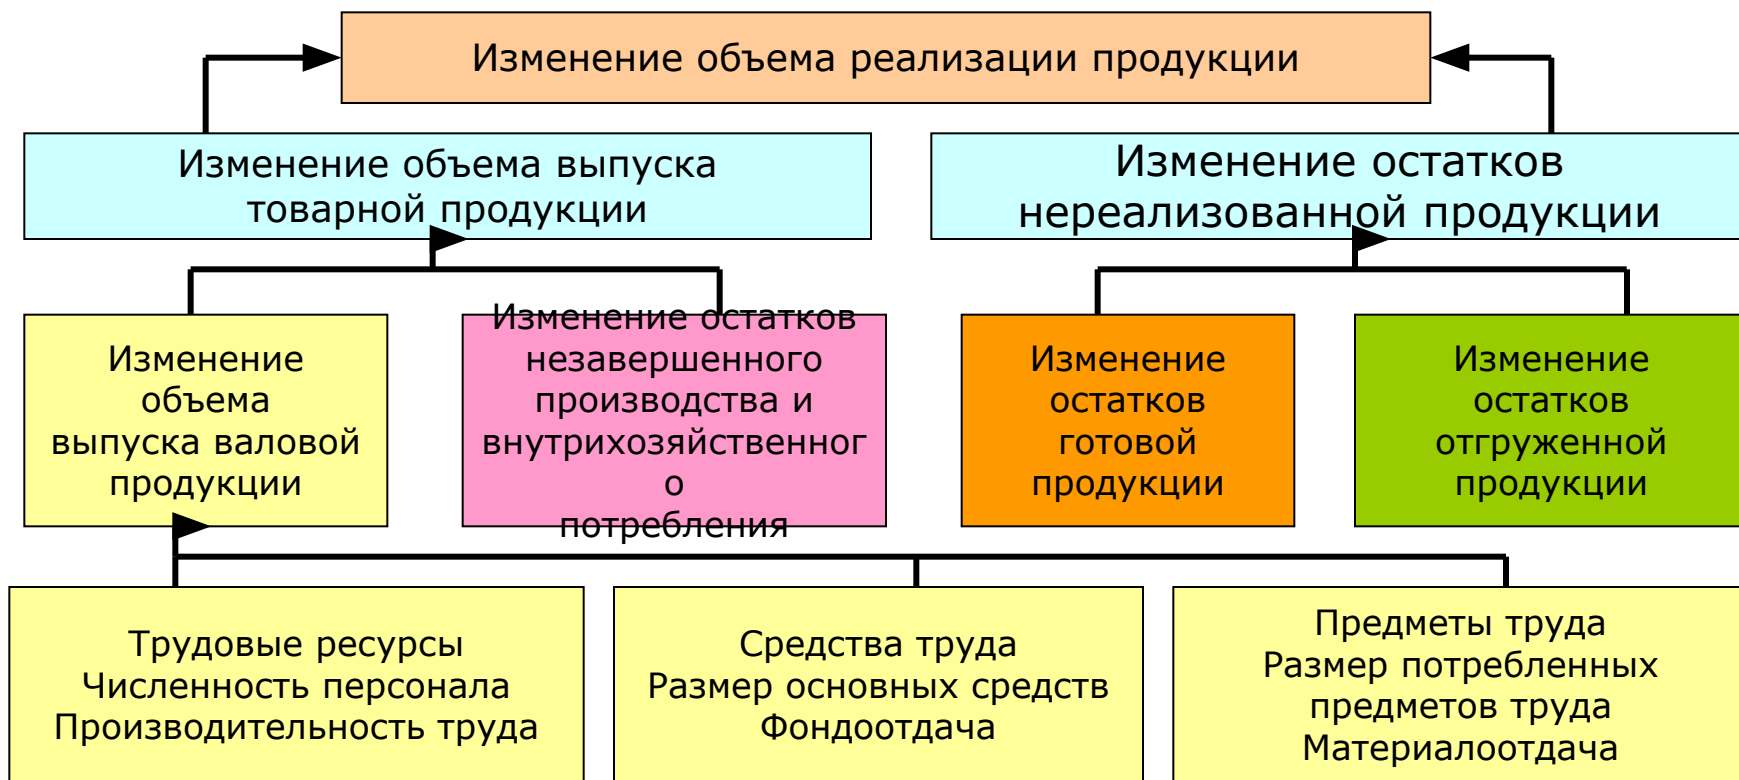 Изменение объема реализации продукции
Изменение объема выпуска
товарной продукции
Изменение остатков
нереализованной продукции
Изменение
объема
выпуска валовой
продукции
Изменение остатков
незавершенного
производства и
внутрихозяйственног
о
потребления
Изменение
остатков
готовой
продукции
Изменение
остатков
отгруженной
продукции
Трудовые ресурсы
Численность персонала
Производительность труда
Средства труда
Размер основных средств
Фондоотдача
Предметы труда
Размер потребленных
предметов труда
Материалоотдача